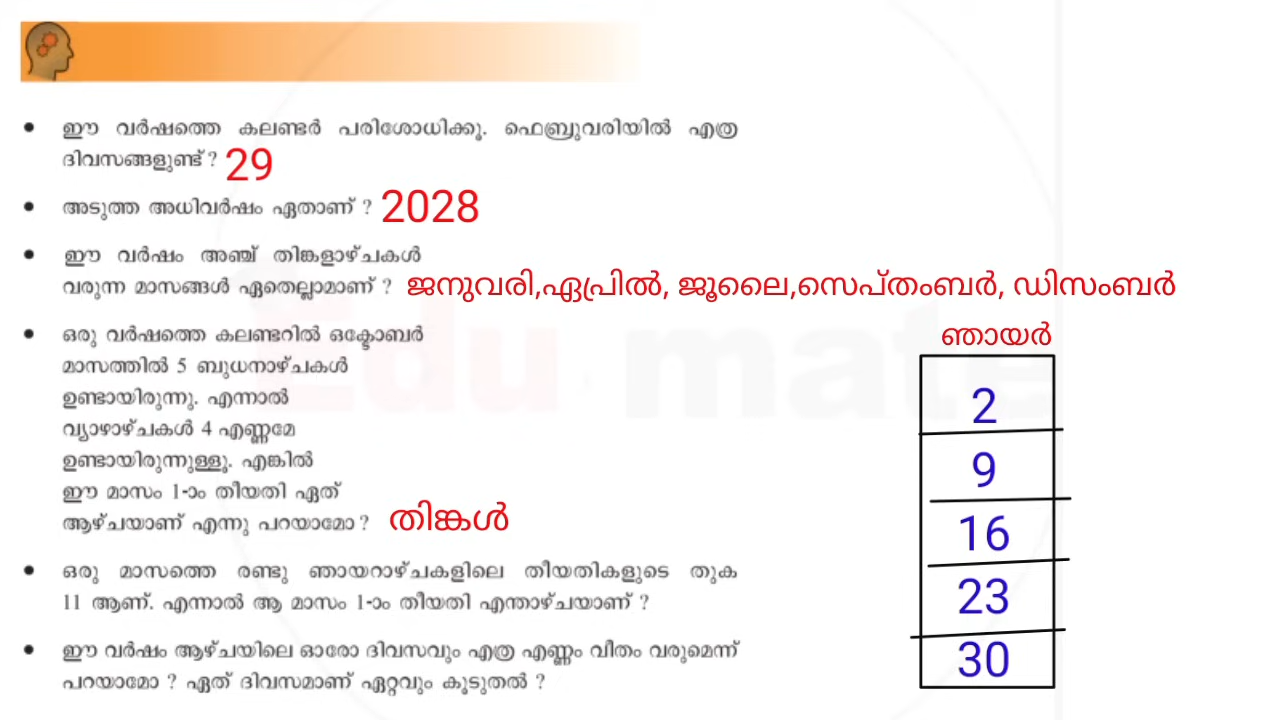 ഈ വർഷത്തെ കലണ്ടർ പരിശോധിക്കൂ. ഫെബ്രുവരിയിൽ എത്ര
ദിവസങ്ങളുണ്ട് ? 29
അടുത്ത അധിവർഷം ഏതാണ് ? 2028
ഈ വർഷം അഞ്ച് തിങ്കളാഴ്ചകൾ
വരുന്ന മാസങ്ങൾ ഏതെല്ലാമാണ് ? ജനുവരി,ഏപ്രിൽ, ജൂലൈ,സെപ്തംബർ, ഡിസംബർ
ഒരു വർഷത്തെ കലണ്ടറിൽ ഒക്ടോബർ
മാസത്തിൽ 5 ബുധനാഴ്ചകൾ
ഉണ്ടായിരുന്നു. എന്നാൽ
വ്യാഴാഴ്ചകൾ 4 എണ്ണമേ
ഉണ്ടായിരുന്നുള്ളൂ. എങ്കിൽ
ഈ മാസം 1-ാം തീയതി ഏത്
ആഴ്ചയാണ് എന്നു പറയാമോ ? തിങ്കൾ
ഒരു മാസത്തെ രണ്ടു ഞായറാഴ്ചകളിലെ തീയതികളുടെ തുക
11 ആണ്. എന്നാൽ ആ മാസം 1-ാം തീയതി എന്താഴ്ചയാണ് ?
ഈ വർഷം ആഴ്ചയിലെ ഓരോ ദിവസവും എത്ര എണ്ണം വീതം വരുമെന്ന്
പറയാമോ ? ഏത് ദിവസമാണ് ഏറ്റവും കൂടുതൽ ?
ഞായർ
2
9
16
23
30
Edu mate